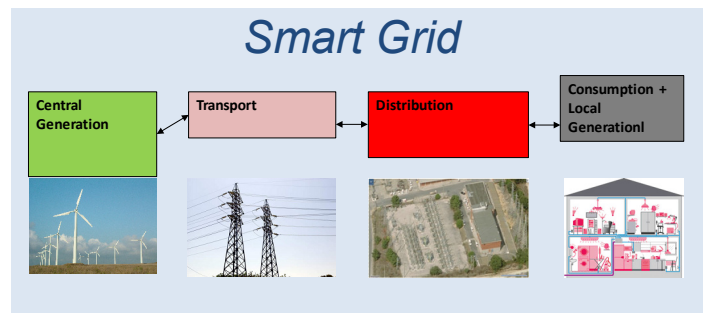 Smart Grid
Central
Generation
Transport
Distribution
Consumption +
Local
Generationl